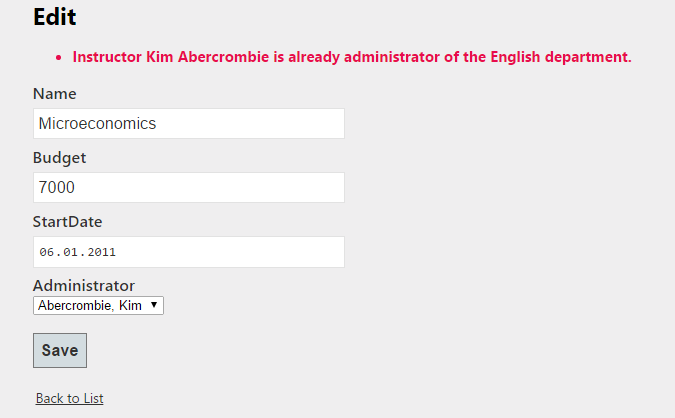 Edit
Instructor Kim Abercrombie is already administrator of the English department.
Name
Microeconomics
Budget
7000
StartDate
06.01.2011
Administrator
Abercrombie, Kim
Save
Back to List